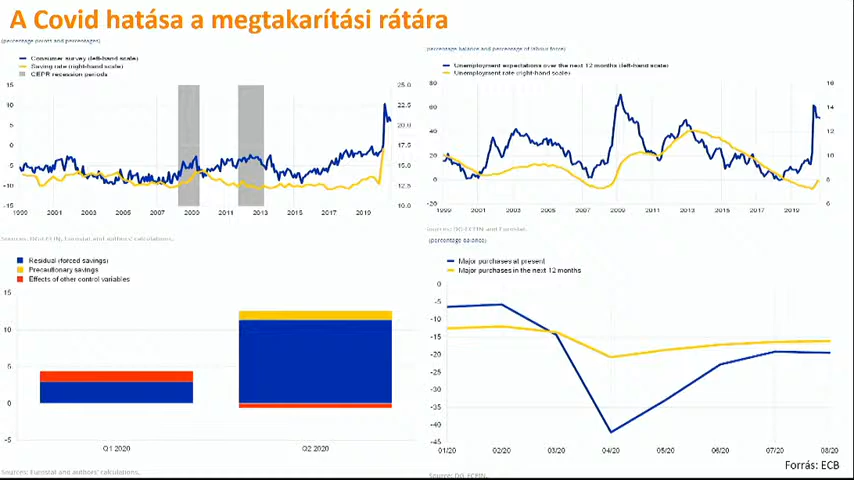 A Covid hatása a megtakarítási rátára
(percentage points and percentages)
Consumer survey (left-hand scale)
Saving rate (right-hand scale)
CEPR recession periods
15
10
5
0
-5
-10
-15
25.0
22.5
20.0
17.5
15.0
12.5
10.0
1999 2001 2003 2005 2007 2009 2011 2013 2015 2017 2019
Sources: DG-ECFIN, Eurostat and authors' calculations.
(percentage balance and percentage of labour force)
Unemployment expectations over the next 12 months (left-hand scale)
Unemployment rate (right-hand scale)
80
60
40
20
0
-20
16
14
12
10
8
6
1999 2001 2003 2005 2007 2009 2011 2013 2015 2017 2019
Sources: DG-ECFIN and Eurostat.
Residual (forced savings)
Precautionary savings
Effects of other control variables
15
10
5
0
-5
Q1 2020 Q2 2020
Sources: Eurostat and authors' calculations.
(percentage balance)
Major purchases at present
Major purchases in the next 12 months
0
-5
-10
-15
-20
-25
-30
-35
-40
-45
01/20 02/20 03/20 04/20 05/20 06/20 07/20 08/20
Source: DG-ECFIN.
Forrás: ECB